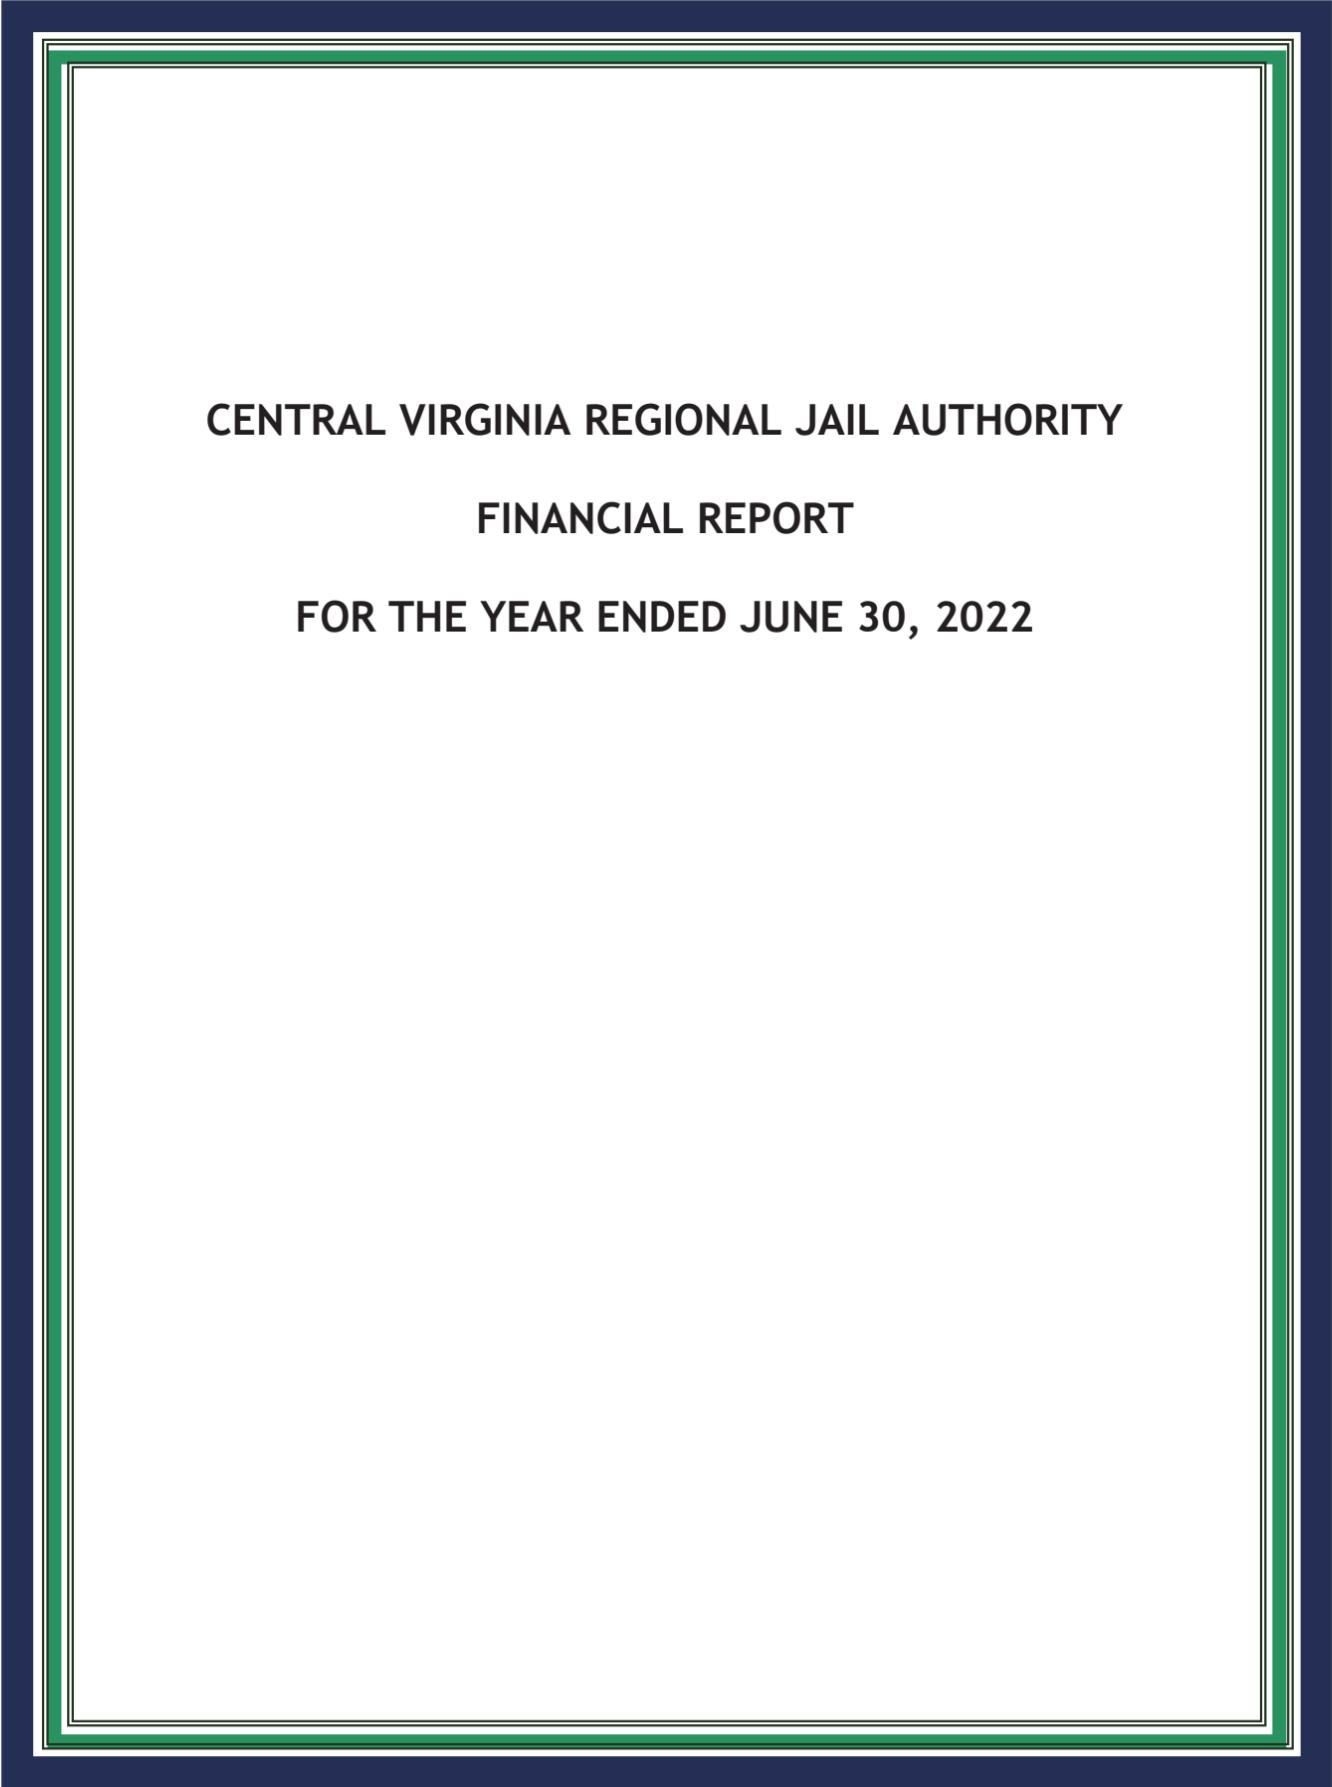 CENTRAL VIRGINIA REGIONAL JAIL AUTHORITY
FINANCIAL REPORT
FOR THE YEAR ENDED JUNE 30, 2022